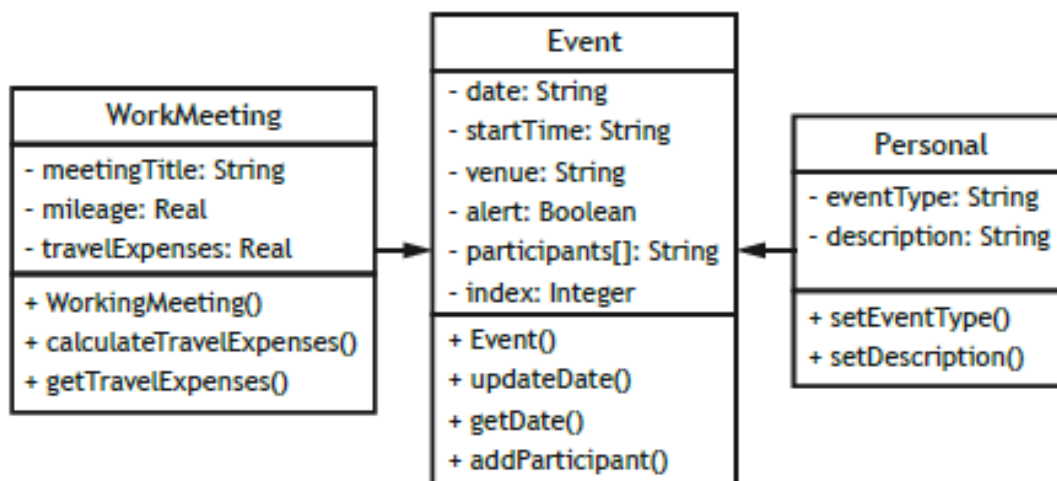 WorkMeeting
- meetingTitle: String
- mileage: Real
- travelExpenses: Real
+ WorkingMeeting()
+ calculateTravelExpenses()
+ getTravelExpenses()
Event
- date: String
- startTime: String
- venue: String
- alert: Boolean
- participants[]: String
- index: Integer
+ Event()
+ updateDate()
+ getDate()
+ addParticipant()
Personal
- eventType: String
- description: String
+ setEventType()
+ setDescription()